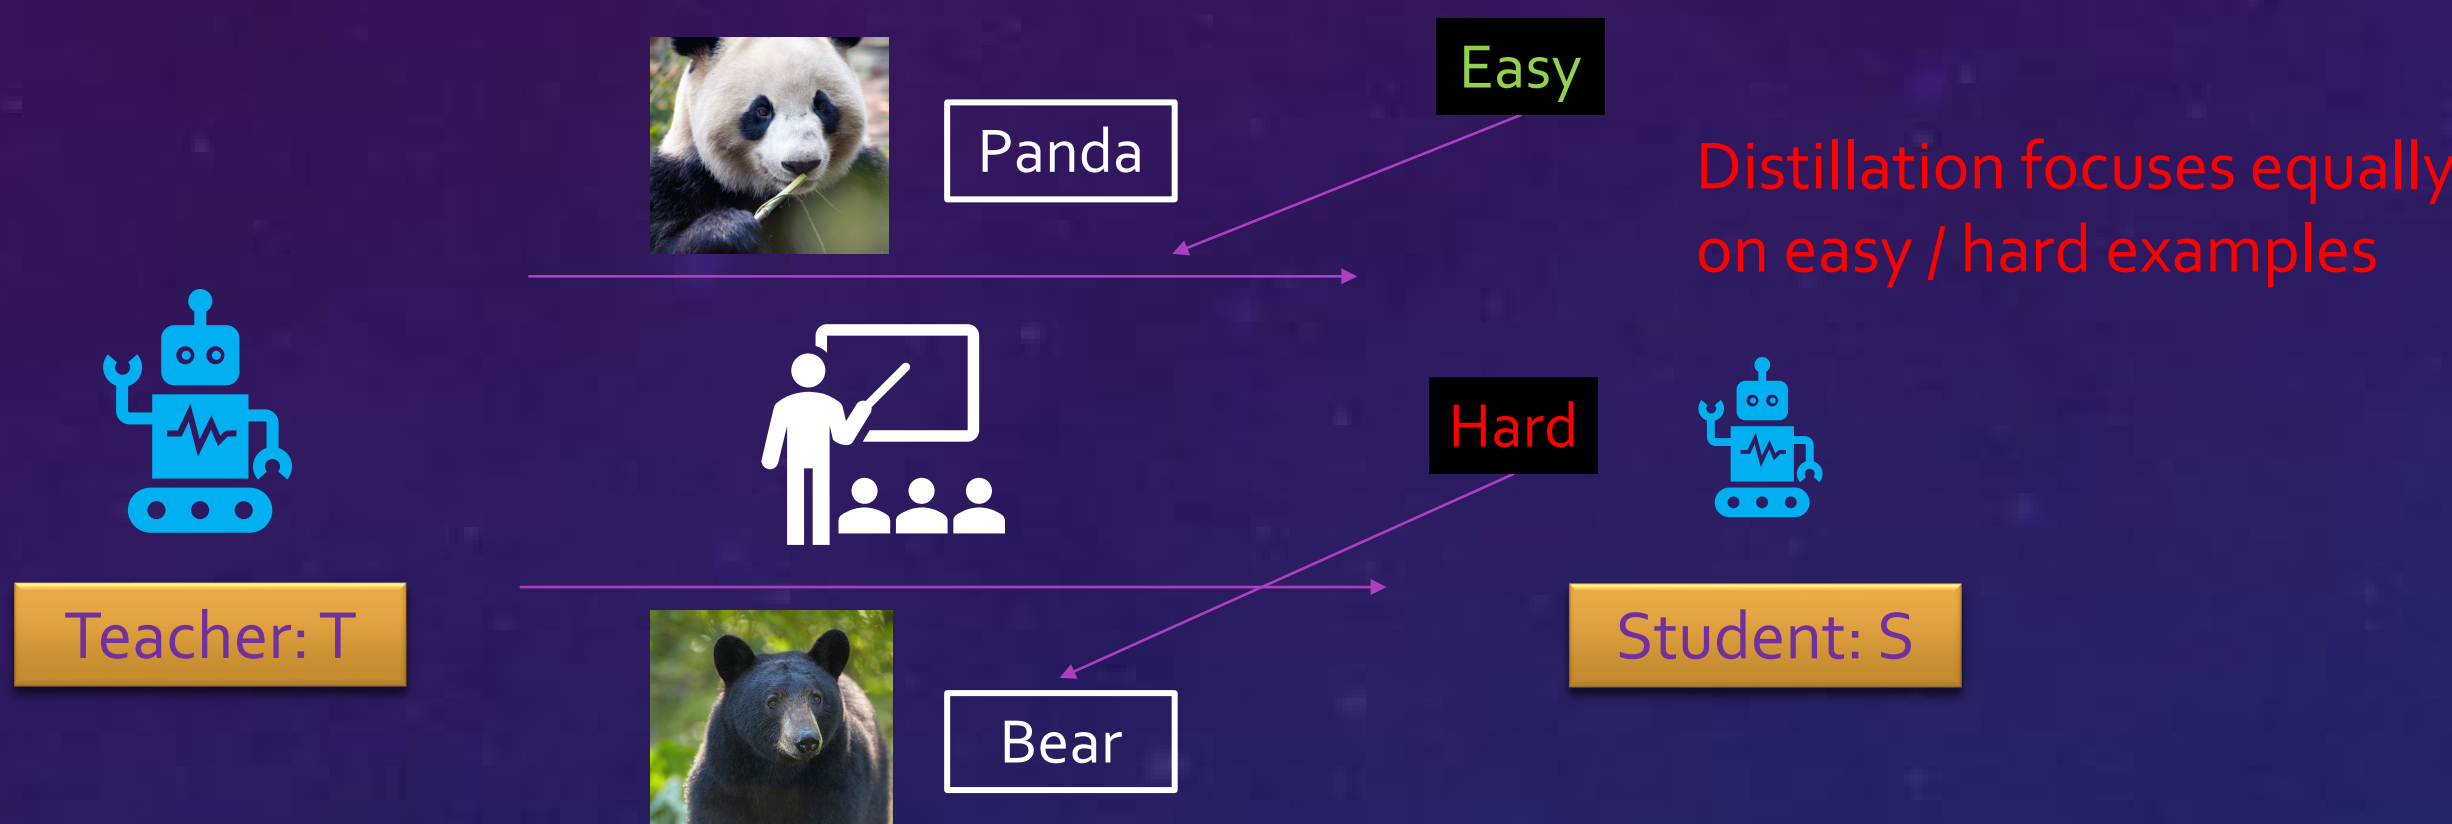 Easy
Panda
Distillation focuses equally
on easy / hard examples
Hard
Teacher: T
Student: S
Bear